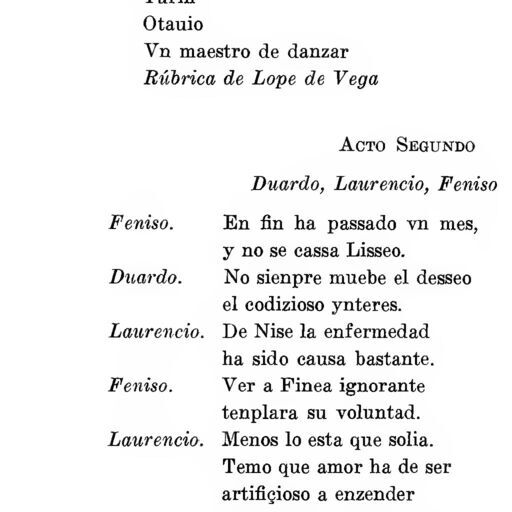 Otauio
Vn maestro de danzar
Rúbrica de Lope de Vega
Acto Segundo
Duardo, Laurencio, Feniso
Feniso. En fin ha passado vn mes,
y no se cassa Lisseo.
Duardo. No sienpre muebe el desseo
el codizioso ynteres.
Laurencio. De Nise la enfermedad
ha sido causa bastante.
Feniso. Ver a Finea ignorante
tenplara su voluntad.
Laurencio. Menos lo esta que solia.
Temo que amor ha de ser
artifiçioso a enzender